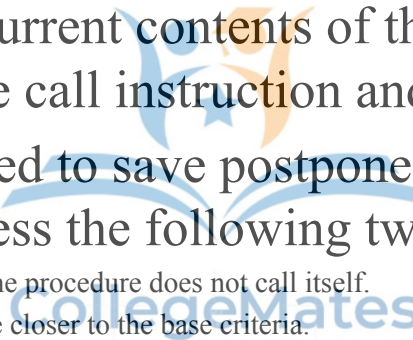 urrent contents of th
e call instruction and
ed to save postpone
ess the following tw
he procedure does not call itself.
e closer to the base criteria.
CollegeMates